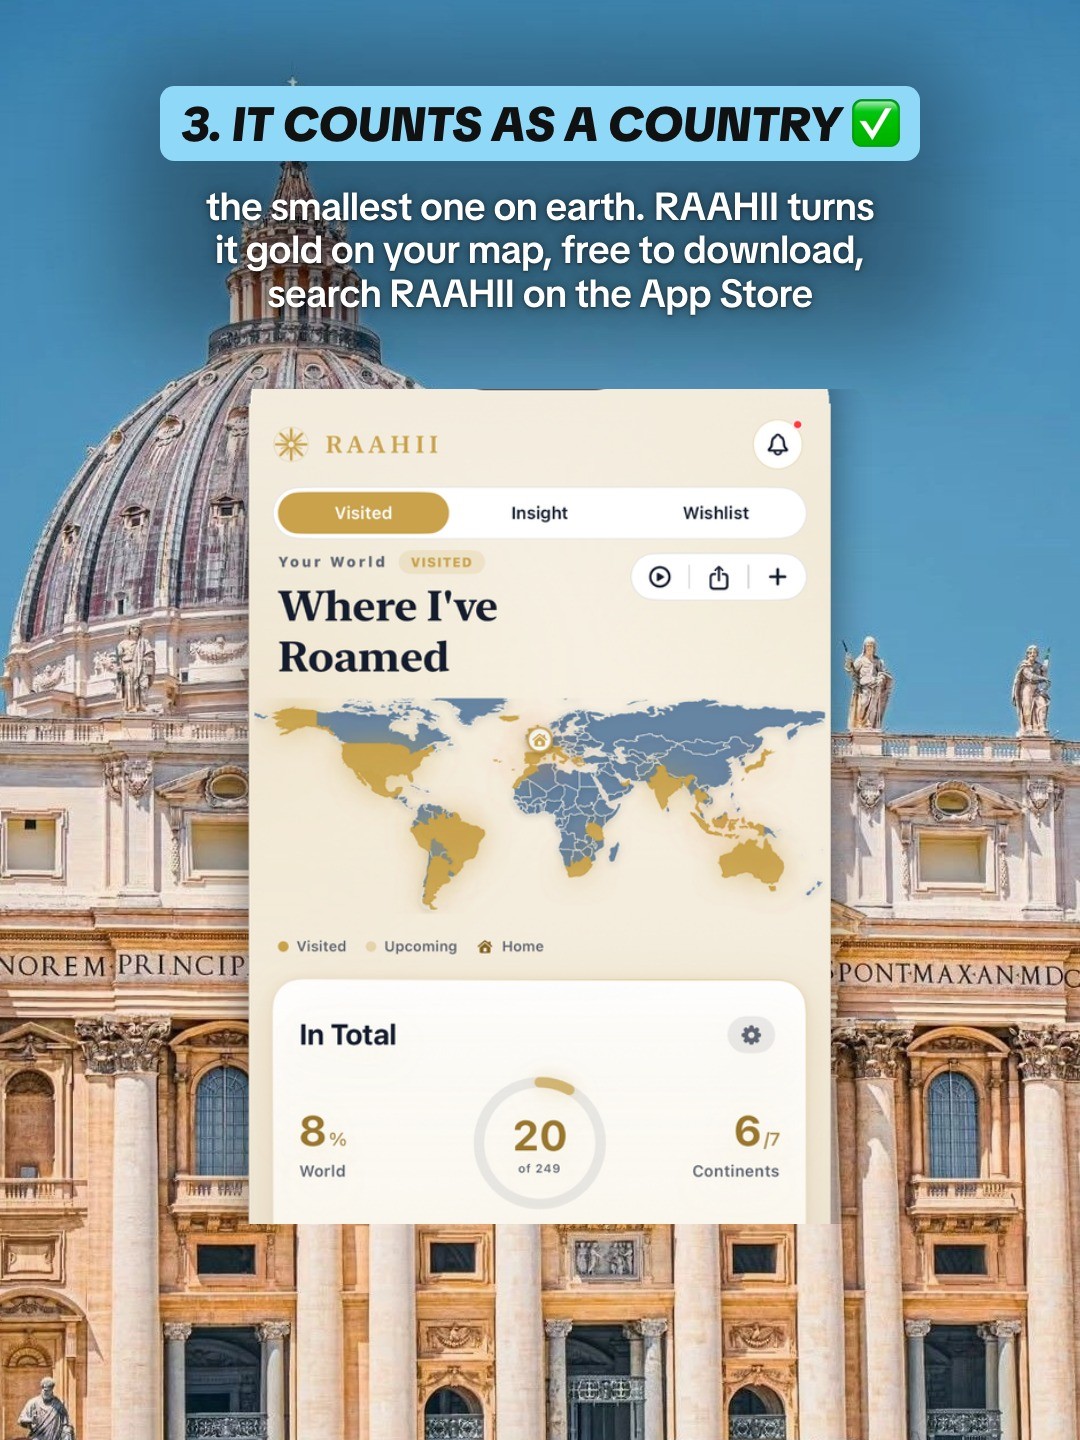 3. IT COUNTS AS A COUNTRY ✅
the smallest one on earth. RAAHII turns
it gold on your map, free to download,
search RAAHII on the App Store
RAAHII
Visited
Insight
Wishlist
Your World
VISITED
Where I've
Roamed
Visited
Upcoming
Home
NOREM·PRINCIP
PONT·MAX·AN·MDC
In Total
8%
World
20
of 249
6/7
Continents